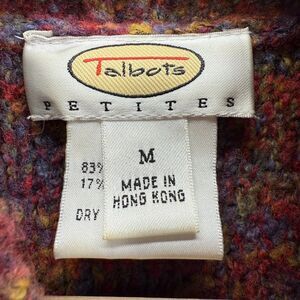 Talbots
PETITES
M
MADE IN
HONG KONG
83%
17%
DRY